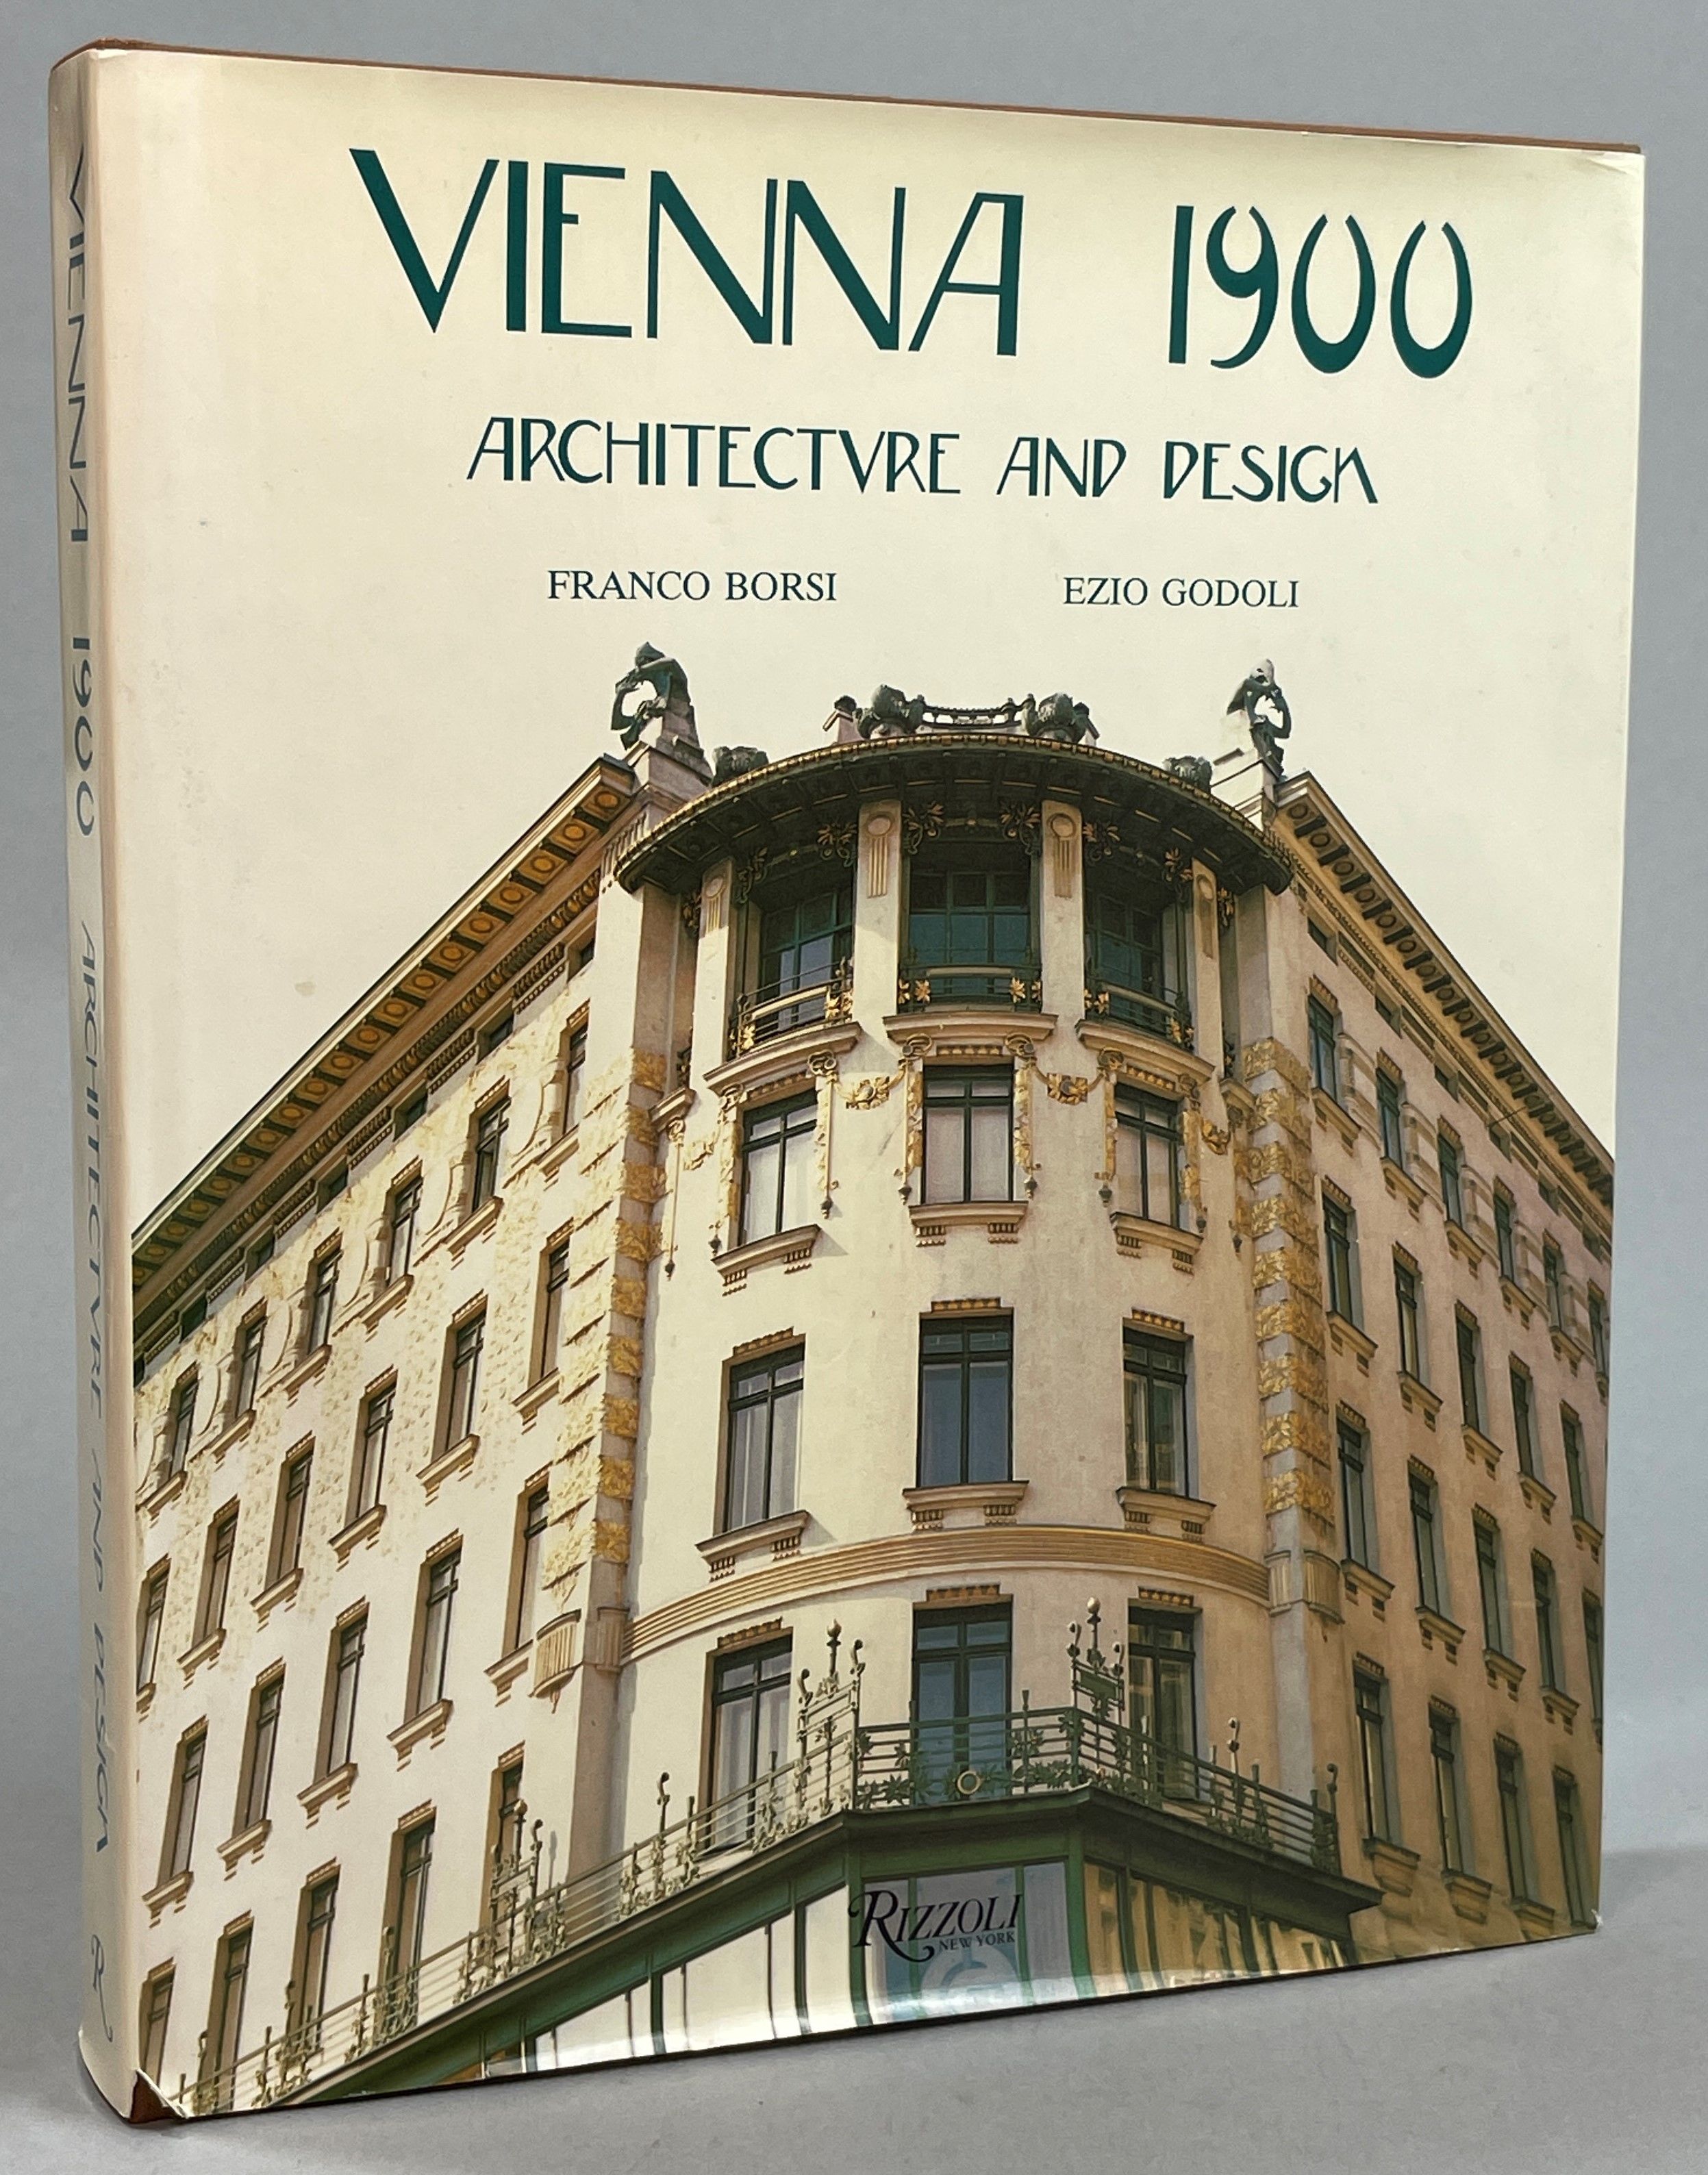 VIENNA 1900
ARCHITECTVRE AND DESIGN
FRANCO BORSI EZIO GODOLI
RIZZOLI
NEW YORK
VIENNA 1900 ARCHITECTVRE AND DESIGN R